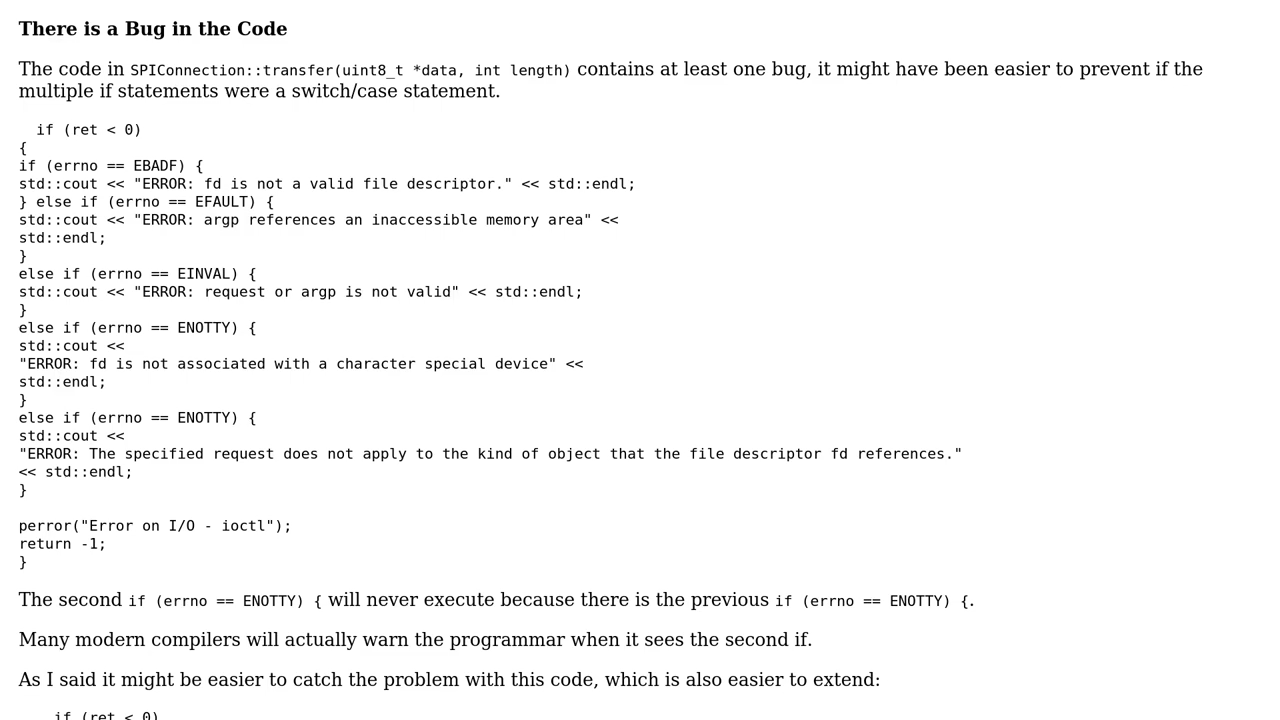 There is a Bug in the Code
The code in SPIConnection::transfer(uint8_t *data, int length) contains at least one bug, it might have been easier to prevent if the
multiple if statements were a switch/case statement.
  if (ret < 0)
{
if (errno == EBADF) {
std::cout << "ERROR: fd is not a valid file descriptor." << std::endl;
} else if (errno == EFAULT) {
std::cout << "ERROR: argp references an inaccessible memory area" <<
std::endl;
}
else if (errno == EINVAL) {
std::cout << "ERROR: request or argp is not valid" << std::endl;
}
else if (errno == ENOTTY) {
std::cout <<
"ERROR: fd is not associated with a character special device" <<
std::endl;
}
else if (errno == ENOTTY) {
std::cout <<
"ERROR: The specified request does not apply to the kind of object that the file descriptor fd references."
<< std::endl;
}
perror("Error on I/O - ioctl");
return -1;
}
The second if (errno == ENOTTY) { will never execute because there is the previous if (errno == ENOTTY) {.
Many modern compilers will actually warn the programmar when it sees the second if.
As I said it might be easier to catch the problem with this code, which is also easier to extend:
    if (ret < 0)